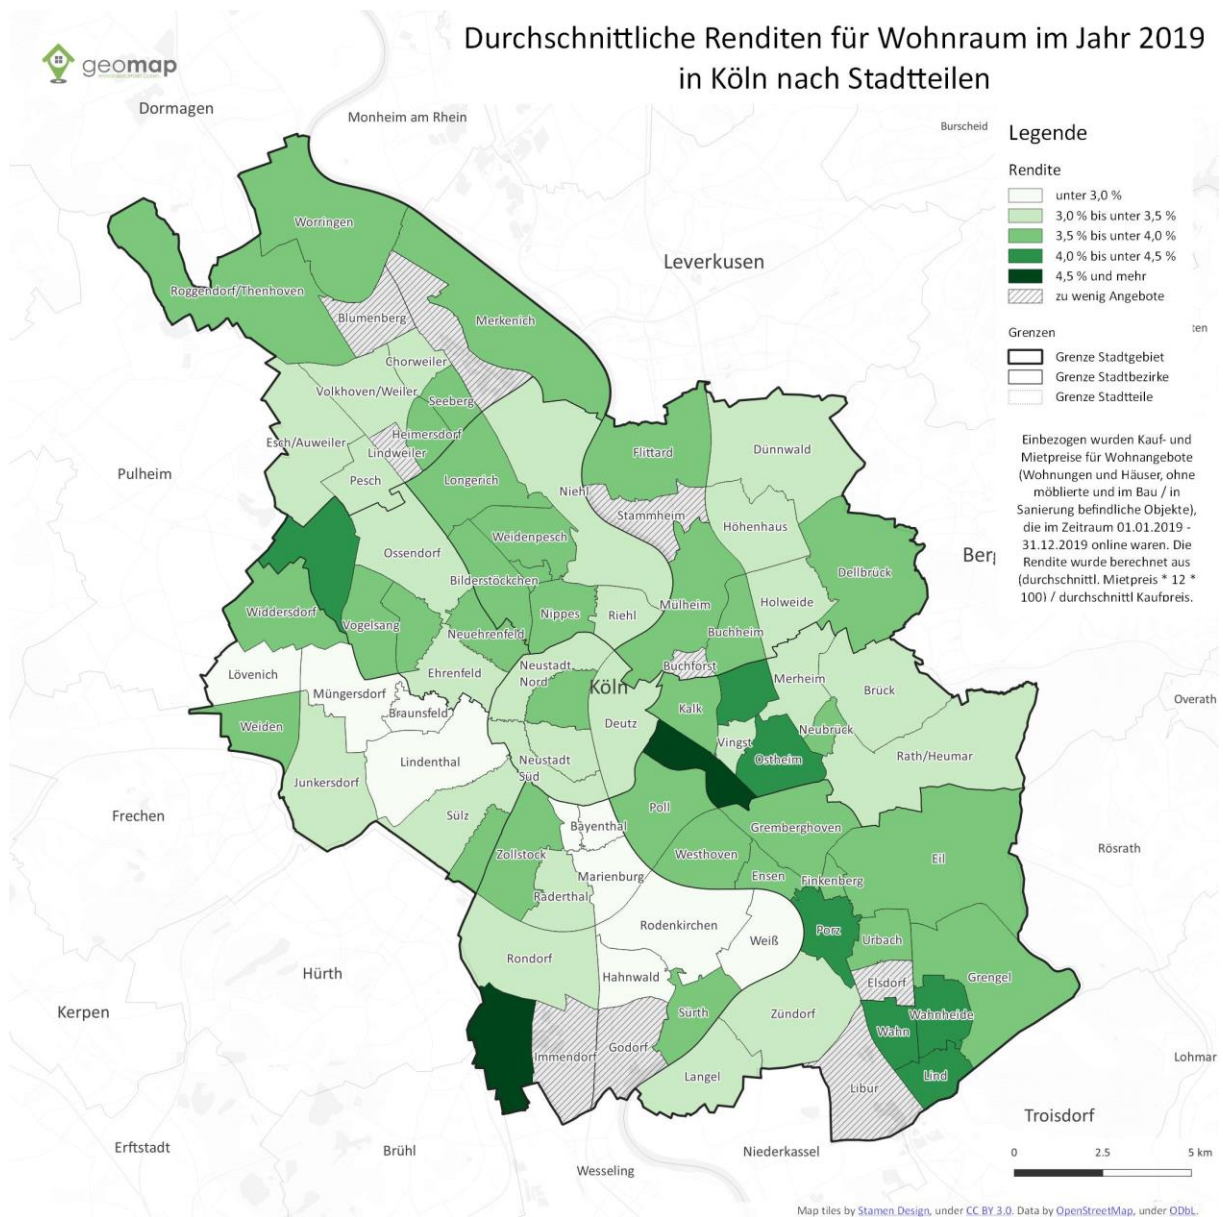 Durchschnittliche Renditen für Wohnraum im Jahr 2019
in Köln nach Stadtteilen
geomap
Dormagen
Monheim am Rhein
Burscheid
Legende
Rendite
unter 3,0 %
3,0 % bis unter 3,5 %
3,5 % bis unter 4,0 %
4,0 % bis unter 4,5 %
4,5 % und mehr
zu wenig Angebote
Grenzen
Grenze Stadtgebiet
Grenze Stadtbezirke
Grenze Stadtteile
Einbezogen wurden Kauf- und
Mietpreise für Wohnangebote
(Wohnungen und Häuser, ohne
möblierte und im Bau / in
Sanierung befindliche Objekte),
die im Zeitraum 01.01.2019 -
31.12.2019 online waren. Die
Rendite wurde berechnet aus
(durchschnittl. Mietpreis * 12 *
100) / durchschnittl Kaufpreis.
Worringen
Leverkusen
Roggendorf/Thenhoven
Blumenberg
Merkenich
Chorweiler
Volkhoven/Weiler
Seeberg
Heimersdorf
Esch/Auweiler
Lindweiler
Flittard
Dünnwald
Pulheim
Pesch
Longerich
Niehl
Stammheim
Höhenhaus
Weidenpesch
Ossendorf
Berg
Dellbrück
Bilderstöckchen
Widdersdorf
Vogelsang
Nippes
Riehl
Mülheim
Holweide
Neuehrenfeld
Buchheim
Lövenich
Ehrenfeld
Neustadt
Nord
Köln
Buchforst
Merheim
Müngersdorf
Brück
Overath
Braunsfeld
Kalk
Weiden
Deutz
Neubrück
Vingst
Lindenthal
Neustadt
Süd
Ostheim
Rath/Heumar
Junkersdorf
Frechen
Sülz
Poll
Bayenthal
Gremberghoven
Rösrath
Zollstock
Westhoven
Eil
Marienburg
Ensen
Finkenberg
Raderthal
Rodenkirchen
Weiß
Porz
Urbach
Hürth
Rondorf
Hahnwald
Elsdorf
Grengel
Kerpen
Sürth
Zündorf
Wahnheide
Wahn
Immendorf
Godorf
Lohmar
Langel
Lind
Libur
Troisdorf
Erftstadt
Brühl
Wesseling
Niederkassel
0 2.5 5 km
Map tiles by Stamen Design, under CC BY 3.0. Data by OpenStreetMap, under ODbL.